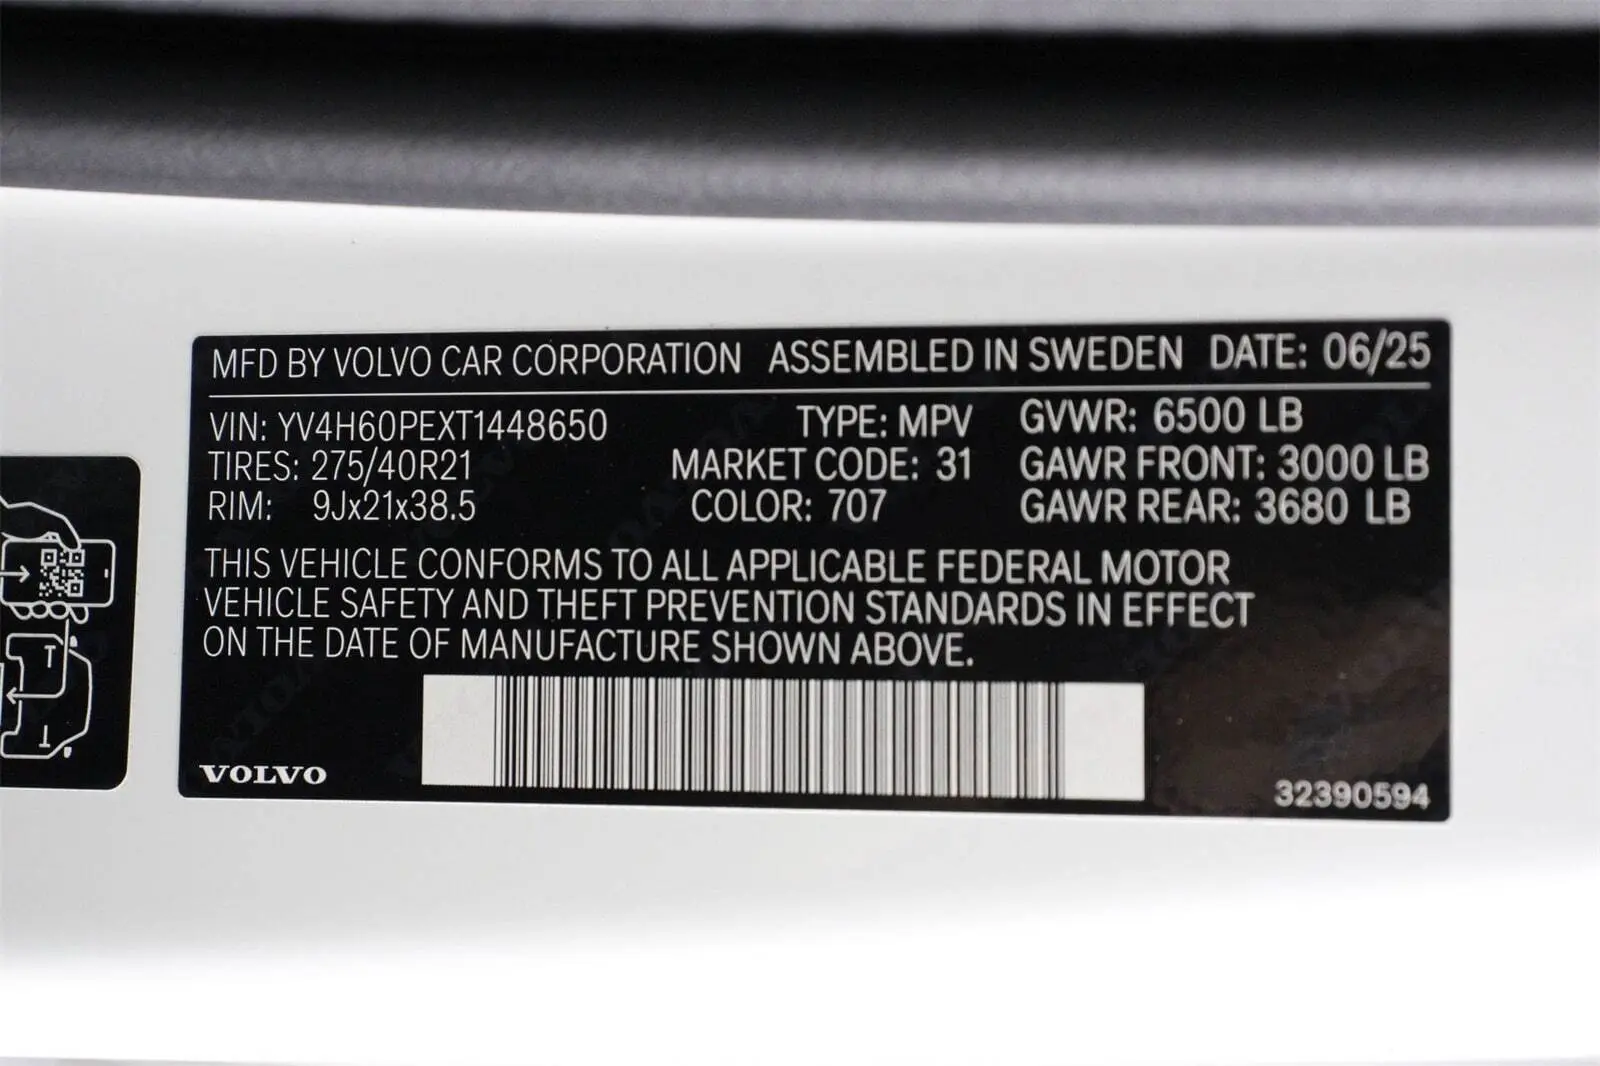 MFD BY VOLVO CAR CORPORATION ASSEMBLED IN SWEDEN DATE: 06/25
VIN: YV4H60PEXT1448650 TYPE: MPV GVWR: 6500 LB
TIRES: 275/40R21 MARKET CODE: 31 GAWR FRONT: 3000 LB
RIM: 9Jx21x38.5 COLOR: 707 GAWR REAR: 3680 LB
THIS VEHICLE CONFORMS TO ALL APPLICABLE FEDERAL MOTOR
VEHICLE SAFETY AND THEFT PREVENTION STANDARDS IN EFFECT
ON THE DATE OF MANUFACTURE SHOWN ABOVE.
VOLVO
32390594